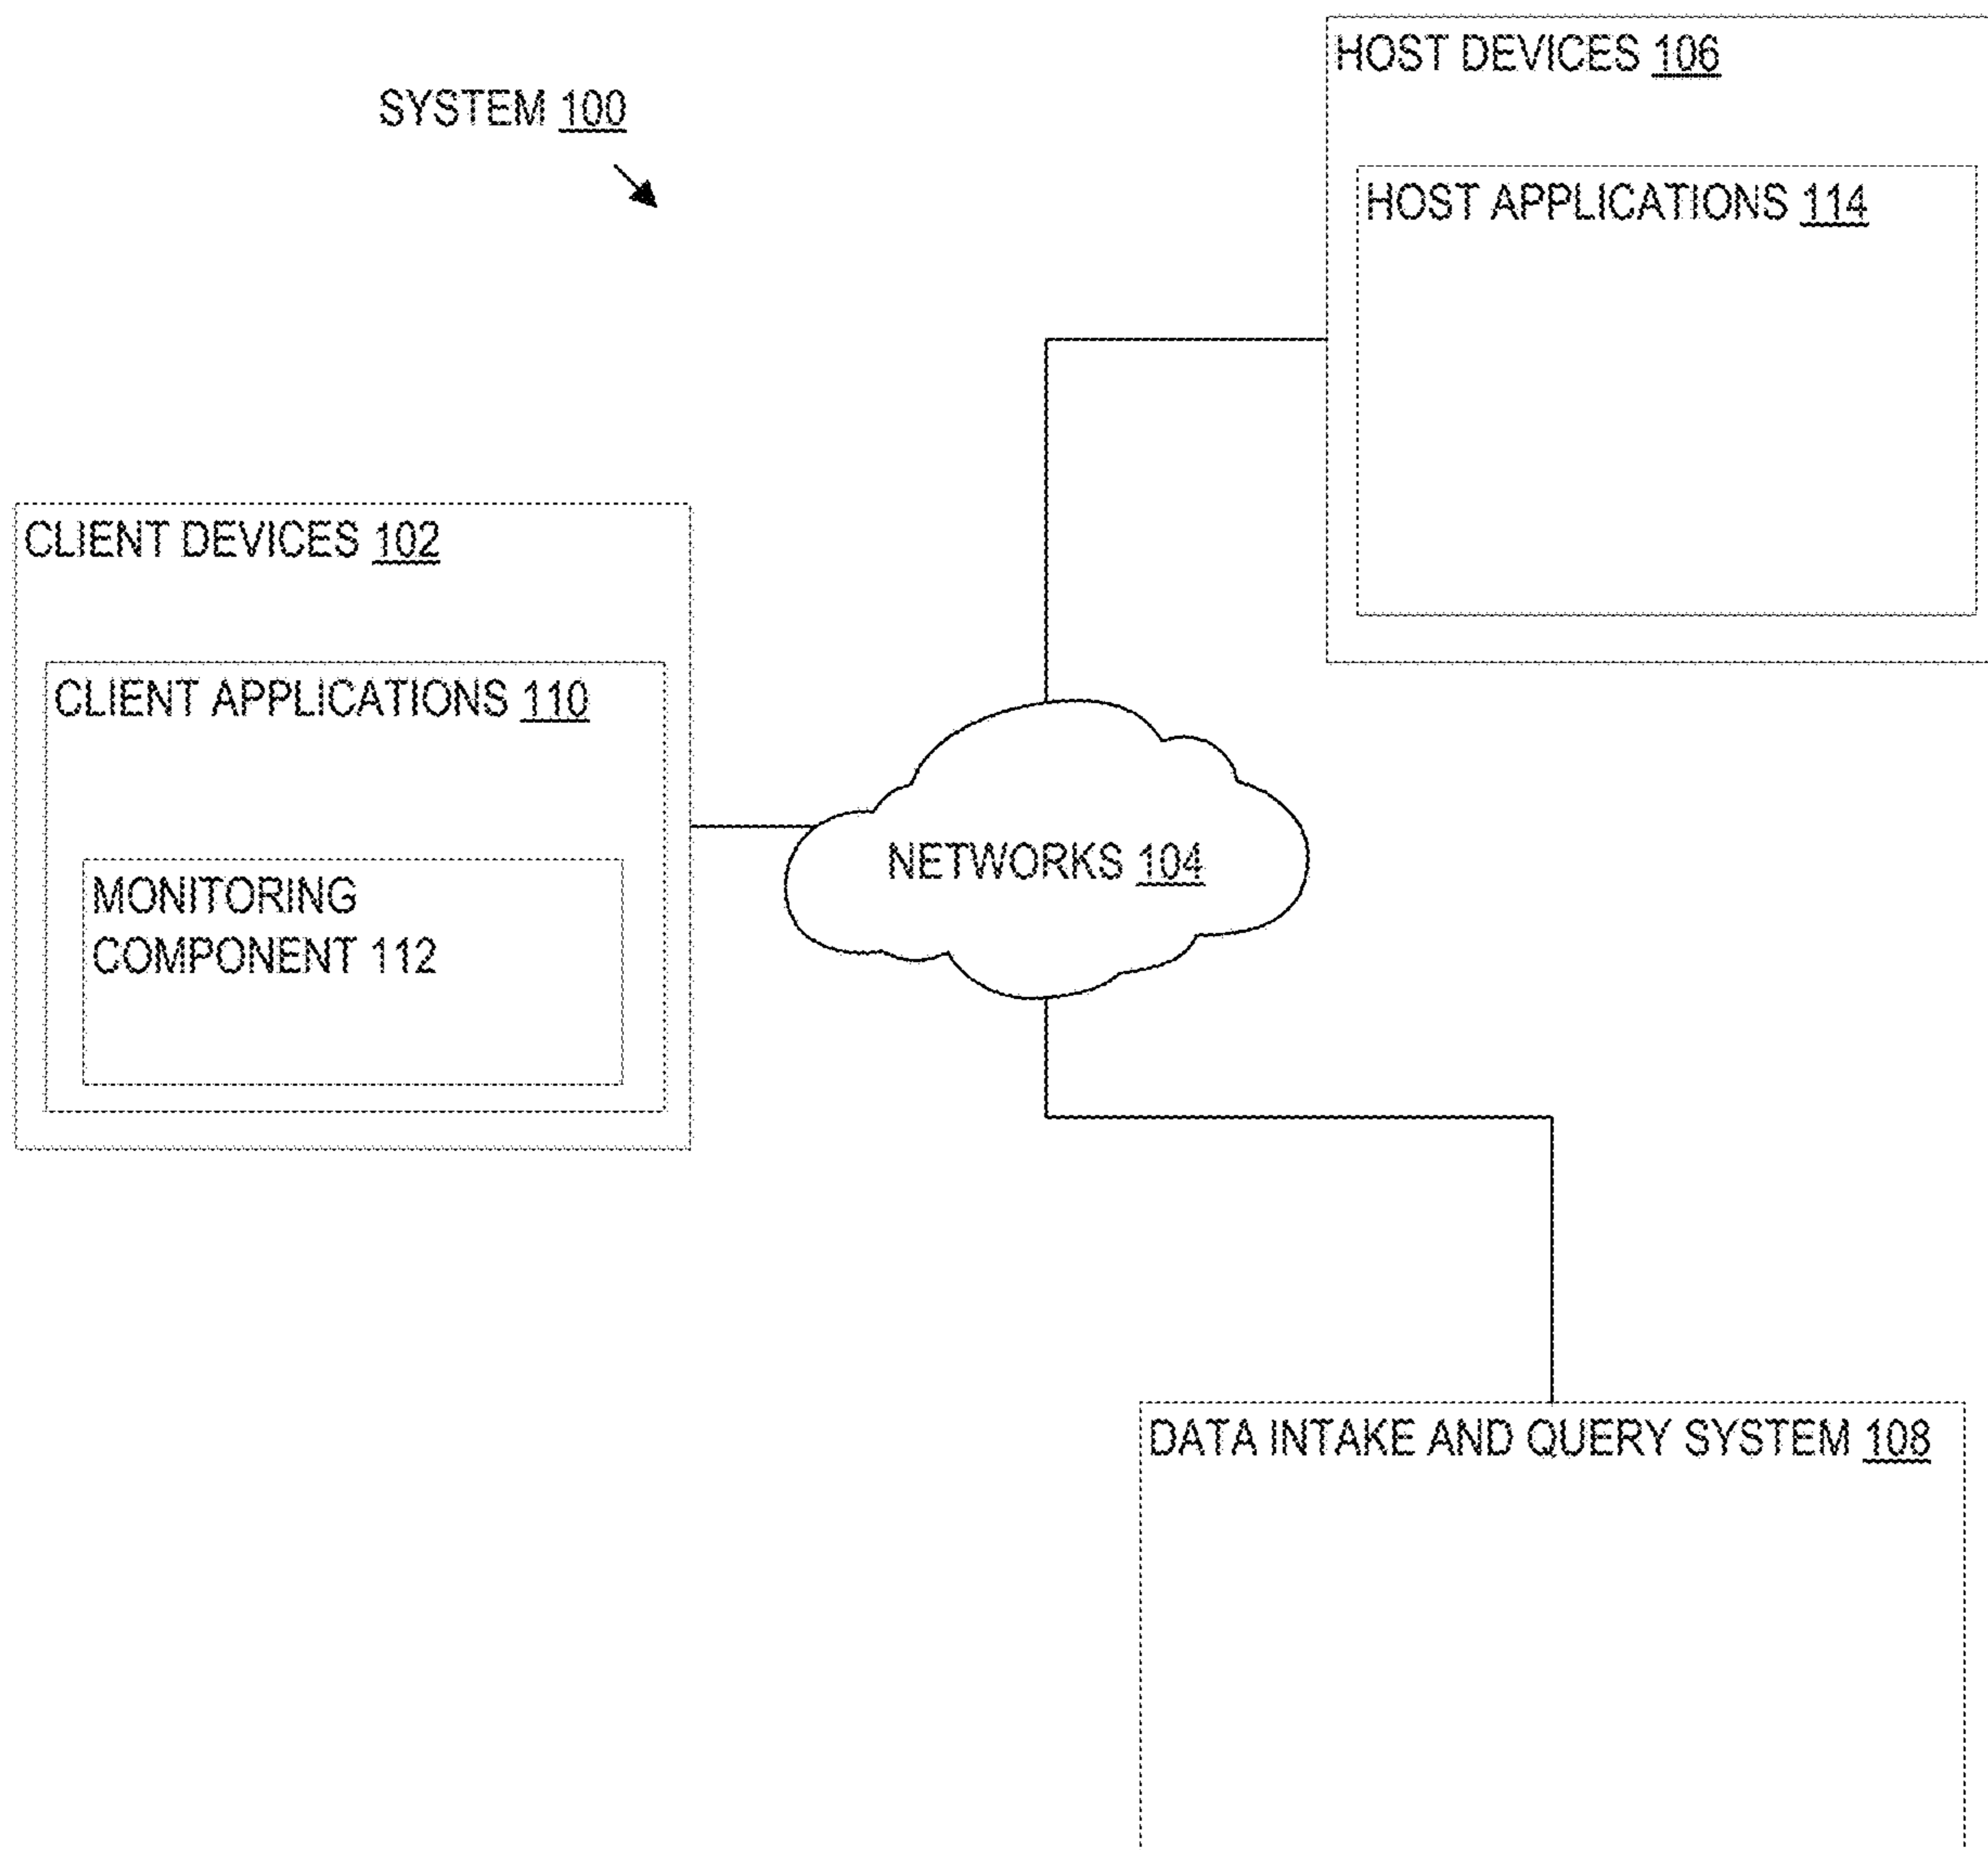 SYSTEM 100
HOST DEVICES 106
HOST APPLICATIONS 114
CLIENT DEVICES 102
CLIENT APPLICATIONS 110
MONITORING
COMPONENT 112
NETWORKS 104
DATA INTAKE AND QUERY SYSTEM 108